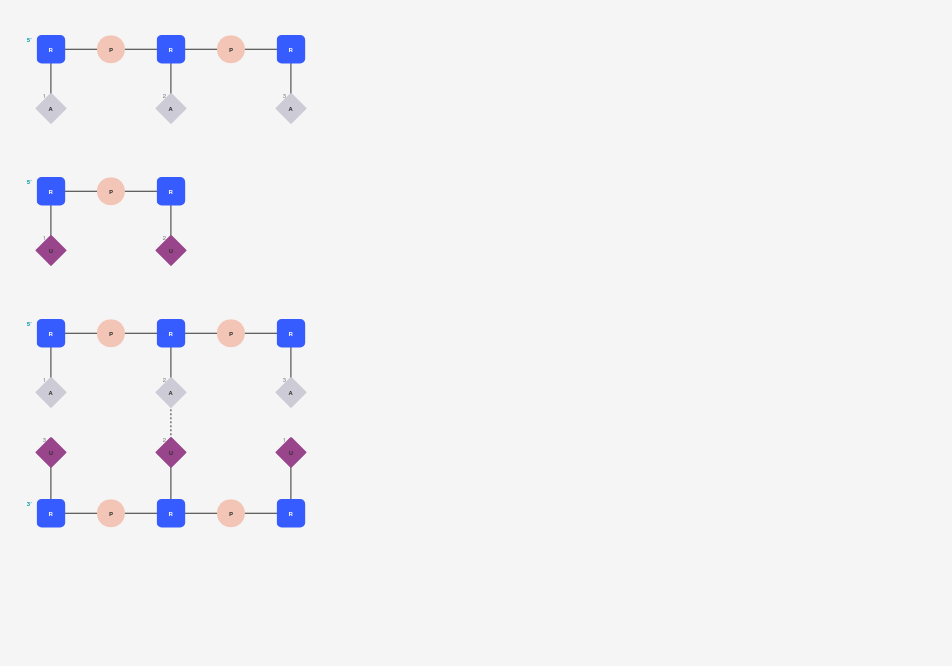 5' R P R P R
1 2 3
A A A
5' R P R
1 2
U U
5' R P R P R
1 2 3
A A A
3 2 1
U U U
3' R P R P R